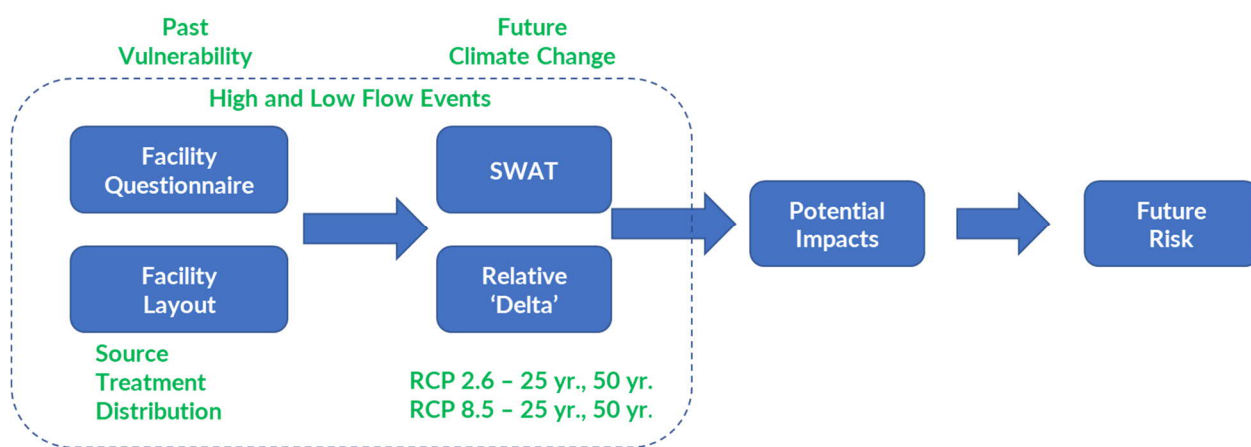 Past
Vulnerability
Future
Climate Change
High and Low Flow Events
Facility
Questionnaire
SWAT
Facility
Layout
Relative
‘Delta’
Potential
Impacts
Future
Risk
Source
Treatment
Distribution
RCP 2.6 – 25 yr., 50 yr.
RCP 8.5 – 25 yr., 50 yr.